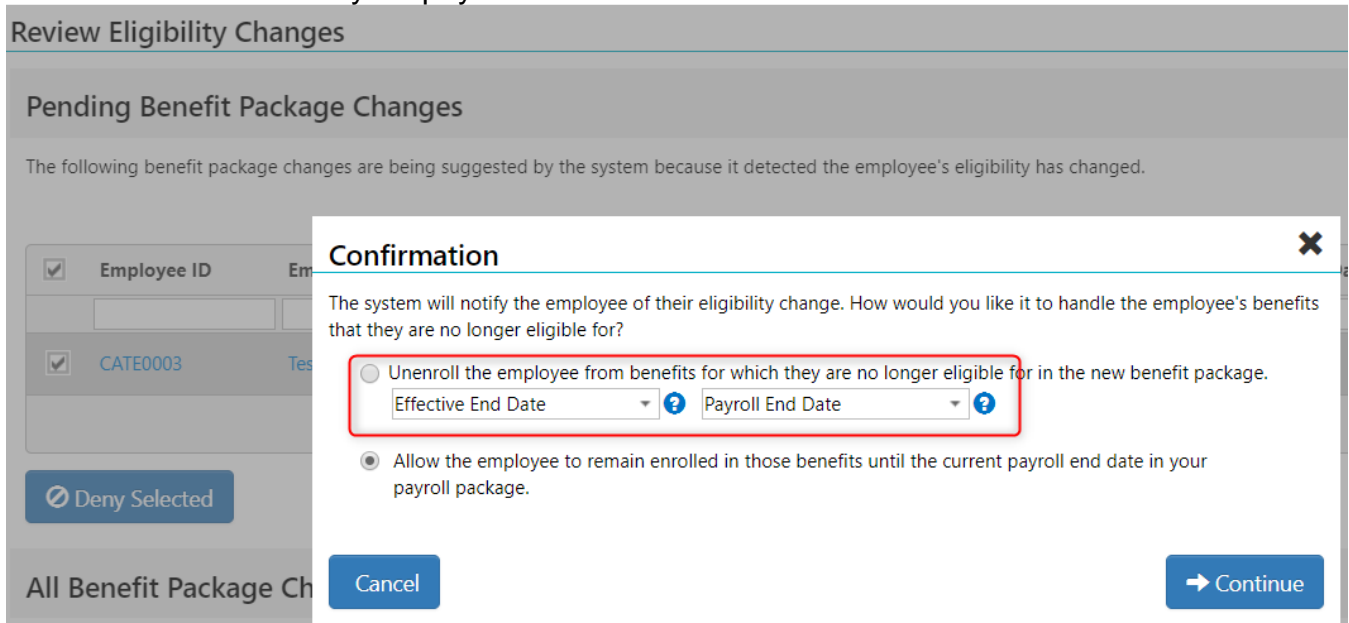 Review Eligibility Changes
Pending Benefit Package Changes
The following benefit package changes are being suggested by the system because it detected the employee's eligibility has changed.
Confirmation
Employee ID Em
The system will notify the employee of their eligibility change. How would you like it to handle the employee's benefits
that they are no longer eligible for?
CATE0003 Tes
Unenroll the employee from benefits for which they are no longer eligible for in the new benefit package.
Effective End Date Payroll End Date
Allow the employee to remain enrolled in those benefits until the current payroll end date in your
payroll package.
Deny Selected
All Benefit Package Ch
Cancel Continue